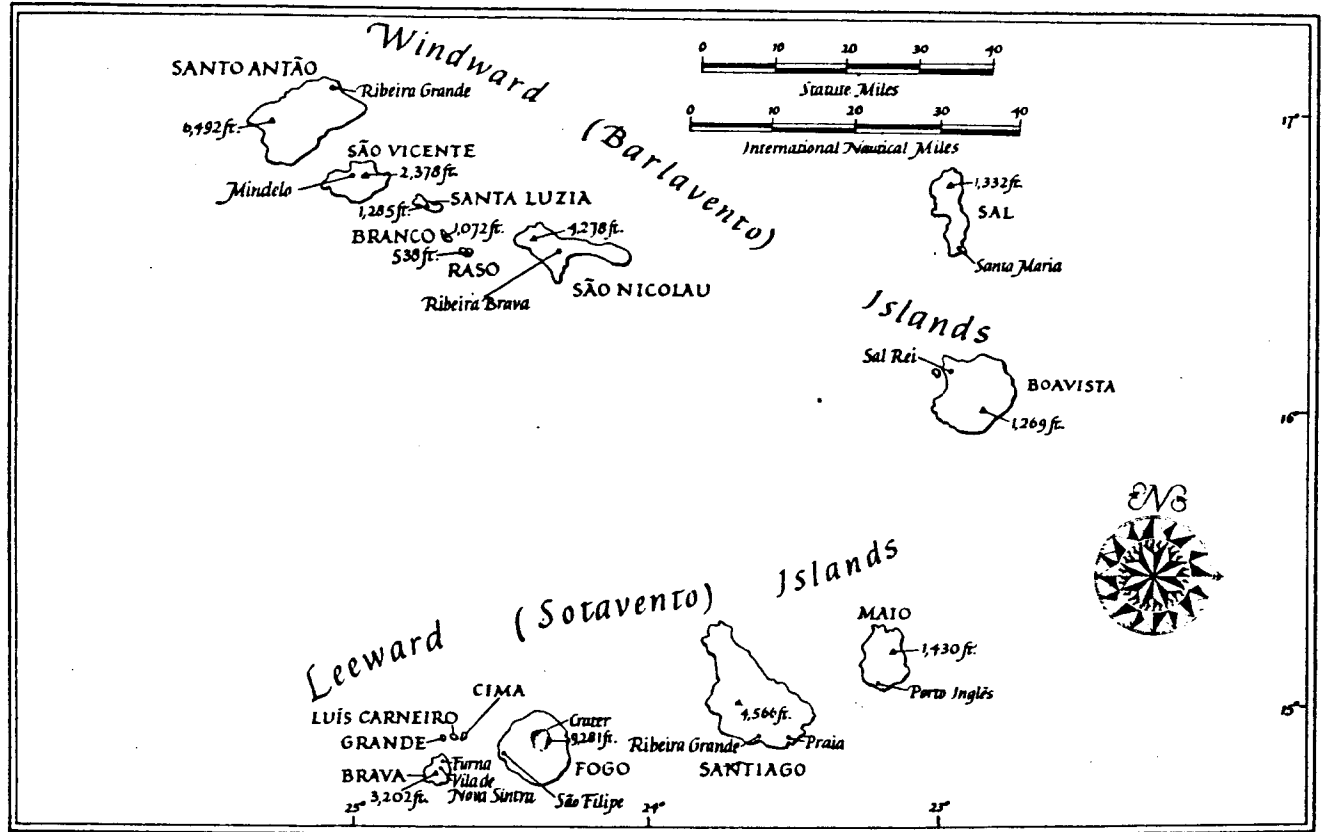 Windward (Barlavento) Islands
0 10 20 30 40
Statute Miles
0 10 20 30 40
International Nautical Miles
SANTO ANTÃO
Ribeira Grande
6,492 ft.
SÃO VICENTE
2,378 ft.
Mindelo
SANTA LUZIA
1,285 ft.
BRANCO
1,072 ft.
538 ft.
RASO
4,278 ft.
SÃO NICOLAU
Ribeira Brava
17°
1,332 ft.
SAL
Santa Maria
Sal Rei
BOAVISTA
1,269 ft.
16°
N
Leeward (Sotavento) Islands
MAIO
1,430 ft.
Porto Inglês
15°
4,566 ft.
Ribeira Grande
Praia
SANTIAGO
CIMA
LUÍS CARNEIRO
GRANDE
Crater
9,281 ft.
FOGO
São Filipe
BRAVA
3,202 ft.
Furna
Vila de
Nova Sintra
25° 24° 23°